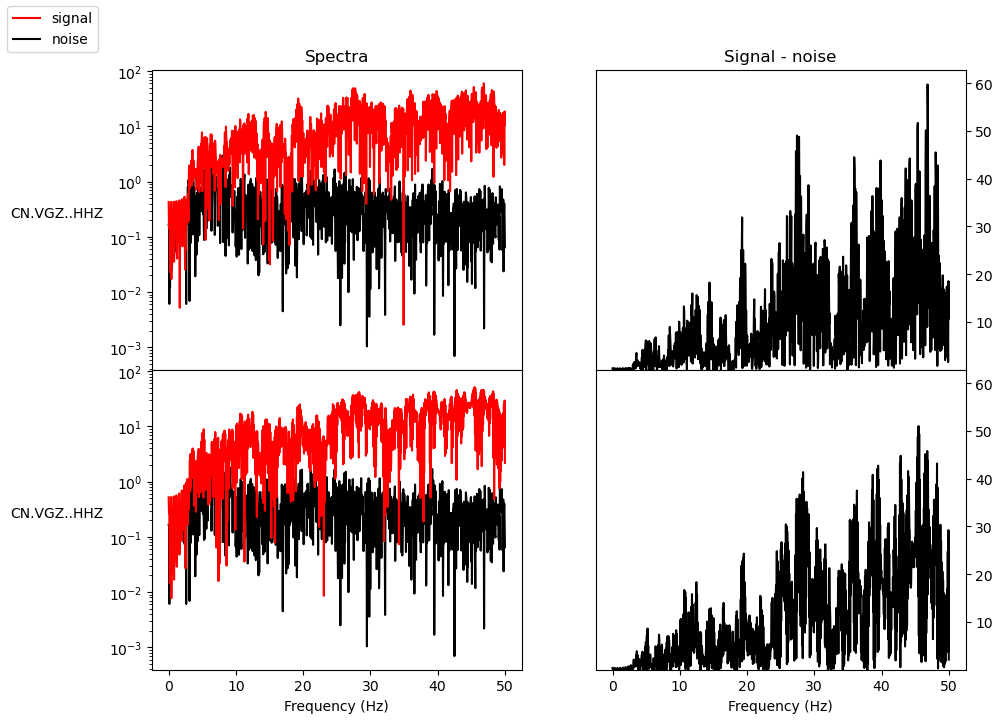 signal
noise
Spectra
Signal - noise
10²
10¹
10⁰
10⁻¹
10⁻²
10⁻³
CN.VGZ..HHZ
60
50
40
30
20
10
10²
10¹
10⁰
10⁻¹
10⁻²
10⁻³
CN.VGZ..HHZ
60
50
40
30
20
10
0 10 20 30 40 50
0 10 20 30 40 50
Frequency (Hz)
Frequency (Hz)